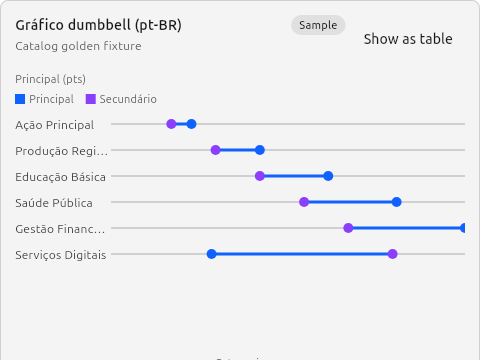 Gráfico dumbbell (pt-BR)
Sample
Show as table
Catalog golden fixture
Principal (pts)
Principal
Secundário
Ação Principal
Produção Regi…
Educação Básica
Saúde Pública
Gestão Financ…
Serviços Digitais